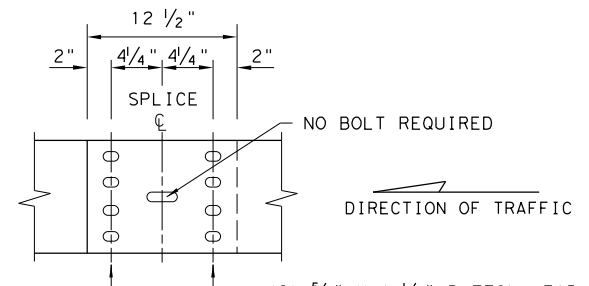 12 1/2"
2" 4 1/4" 4 1/4" 2"
SPLICE
℄
NO BOLT REQUIRED
DIRECTION OF TRAFFIC